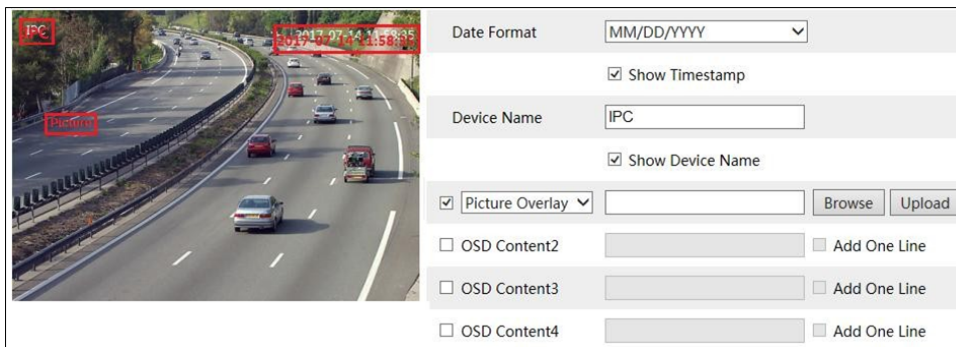 IPC
2017-07-14 11:58:35
Picture
Date Format MM/DD/YYYY
Show Timestamp
Device Name IPC
Show Device Name
Picture Overlay Browse Upload
OSD Content2 Add One Line
OSD Content3 Add One Line
OSD Content4 Add One Line